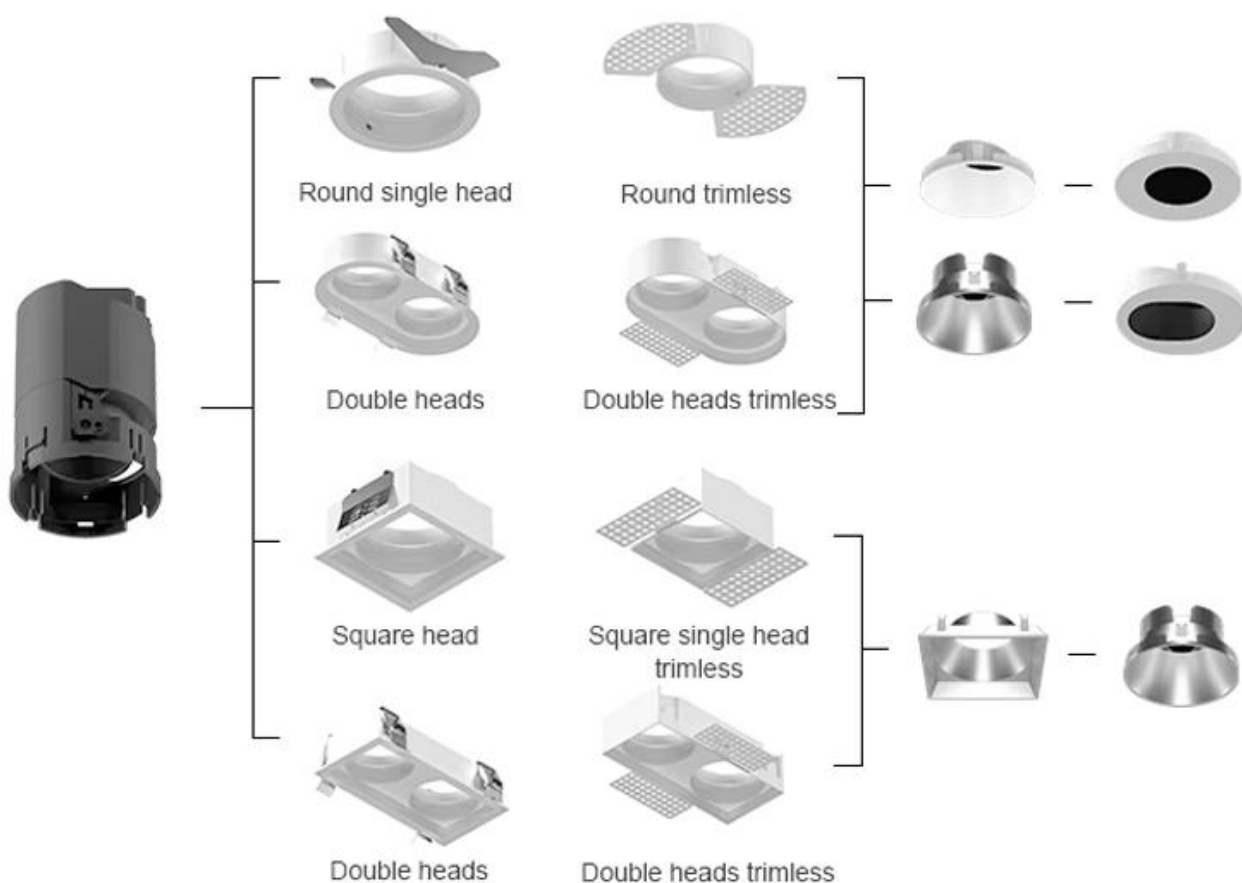 Round single head
Round trimless
Double heads
Double heads trimless
Square head
Square single head
trimless
Double heads
Double heads trimless